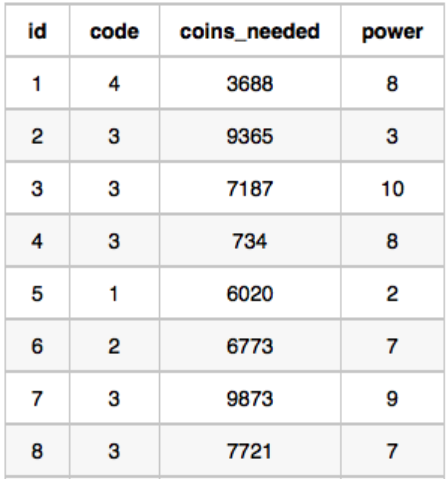 id code coins_needed power
1 4 3688 8
2 3 9365 3
3 3 7187 10
4 3 734 8
5 1 6020 2
6 2 6773 7
7 3 9873 9
8 3 7721 7